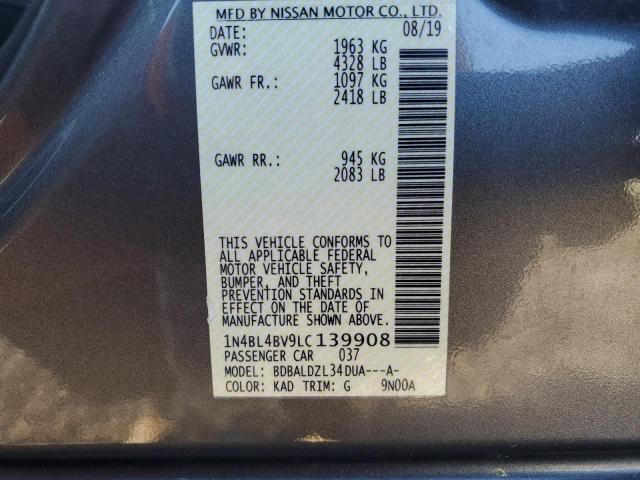 MFD BY NISSAN MOTOR CO., LTD.
DATE: 08/19
GVWR: 1963 KG
4328 LB
GAWR FR.: 1097 KG
2418 LB
GAWR RR.: 945 KG
2083 LB
THIS VEHICLE CONFORMS TO
ALL APPLICABLE FEDERAL
MOTOR VEHICLE SAFETY,
BUMPER, AND THEFT
PREVENTION STANDARDS IN
EFFECT ON THE DATE OF
MANUFACTURE SHOWN ABOVE.
1N4BL4BV9LC139908
PASSENGER CAR 037
MODEL: BDBALDZL34DUA---A-
COLOR: KAD TRIM: G 9N00A